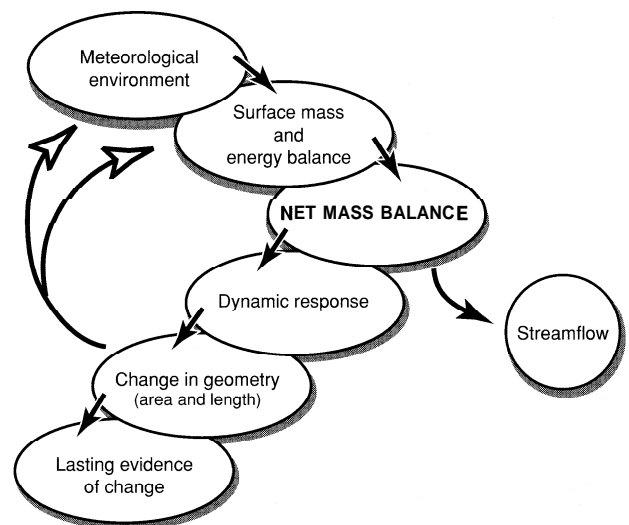 Meteorological
environment
Surface mass
and
energy balance
NET MASS BALANCE
Dynamic response
Streamflow
Change in geometry
(area and length)
Lasting evidence
of change